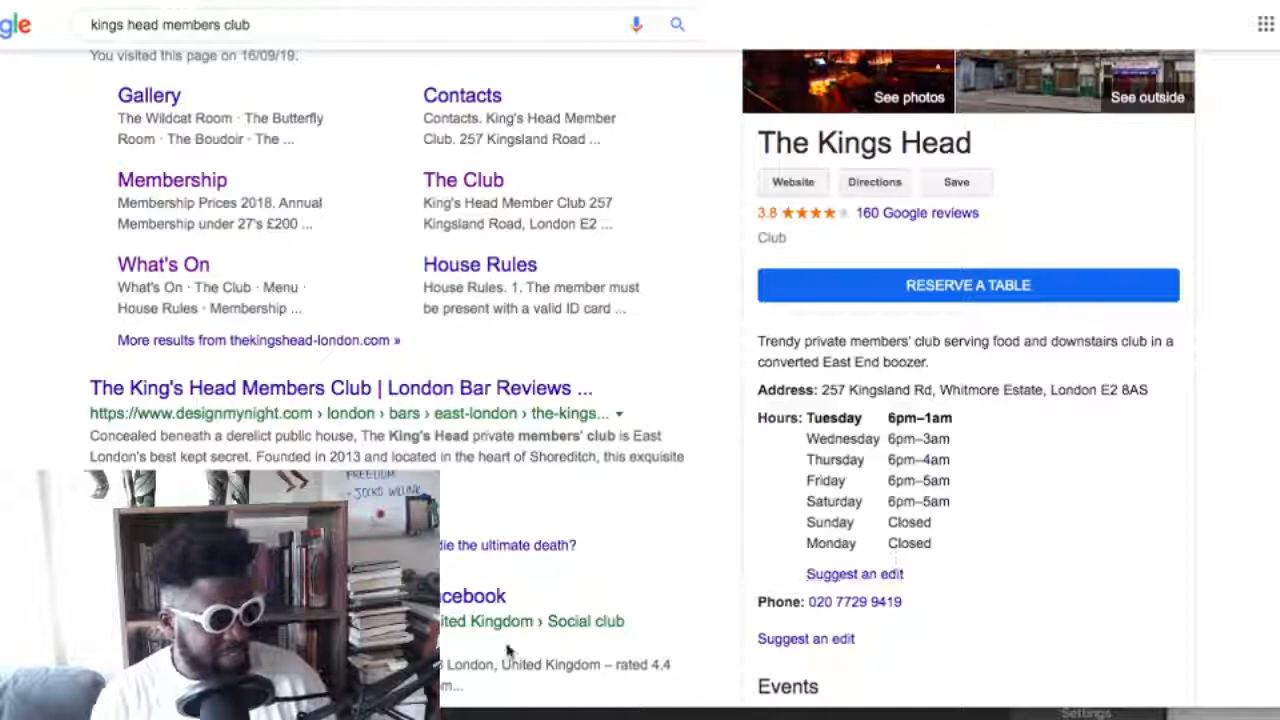 gle
kings head members club
You visited this page on 16/09/19.
Gallery
The Wildcat Room · The Butterfly
Room · The Boudoir · The ...
Contacts
Contacts. King's Head Member
Club. 257 Kingsland Road ...
Membership
Membership Prices 2018. Annual
Membership under 27's £200 ...
The Club
King's Head Member Club 257
Kingsland Road, London E2 ...
What's On
What's On · The Club · Menu ·
House Rules · Membership ...
House Rules
House Rules. 1. The member must
be present with a valid ID card ...
More results from thekingshead-london.com »
The King's Head Members Club | London Bar Reviews ...
https://www.designmynight.com › london › bars › east-london › the-kings...
Concealed beneath a derelict public house, The King's Head private members' club is East
London's best kept secret. Founded in 2013 and located in the heart of Shoreditch, this exquisite
die the ultimate death?
cebook
ited Kingdom › Social club
London, United Kingdom – rated 4.4
m...
FREEDOM
- JOCKO WILLINK
See photos
See outside
The Kings Head
Website
Directions
Save
3.8
160 Google reviews
Club
RESERVE A TABLE
Trendy private members' club serving food and downstairs club in a
converted East End boozer.
Address: 257 Kingsland Rd, Whitmore Estate, London E2 8AS
Hours: Tuesday 6pm–1am
Wednesday 6pm–3am
Thursday 6pm–4am
Friday 6pm–5am
Saturday 6pm–5am
Sunday Closed
Monday Closed
Suggest an edit
Phone: 020 7729 9419
Suggest an edit
Events
Settings